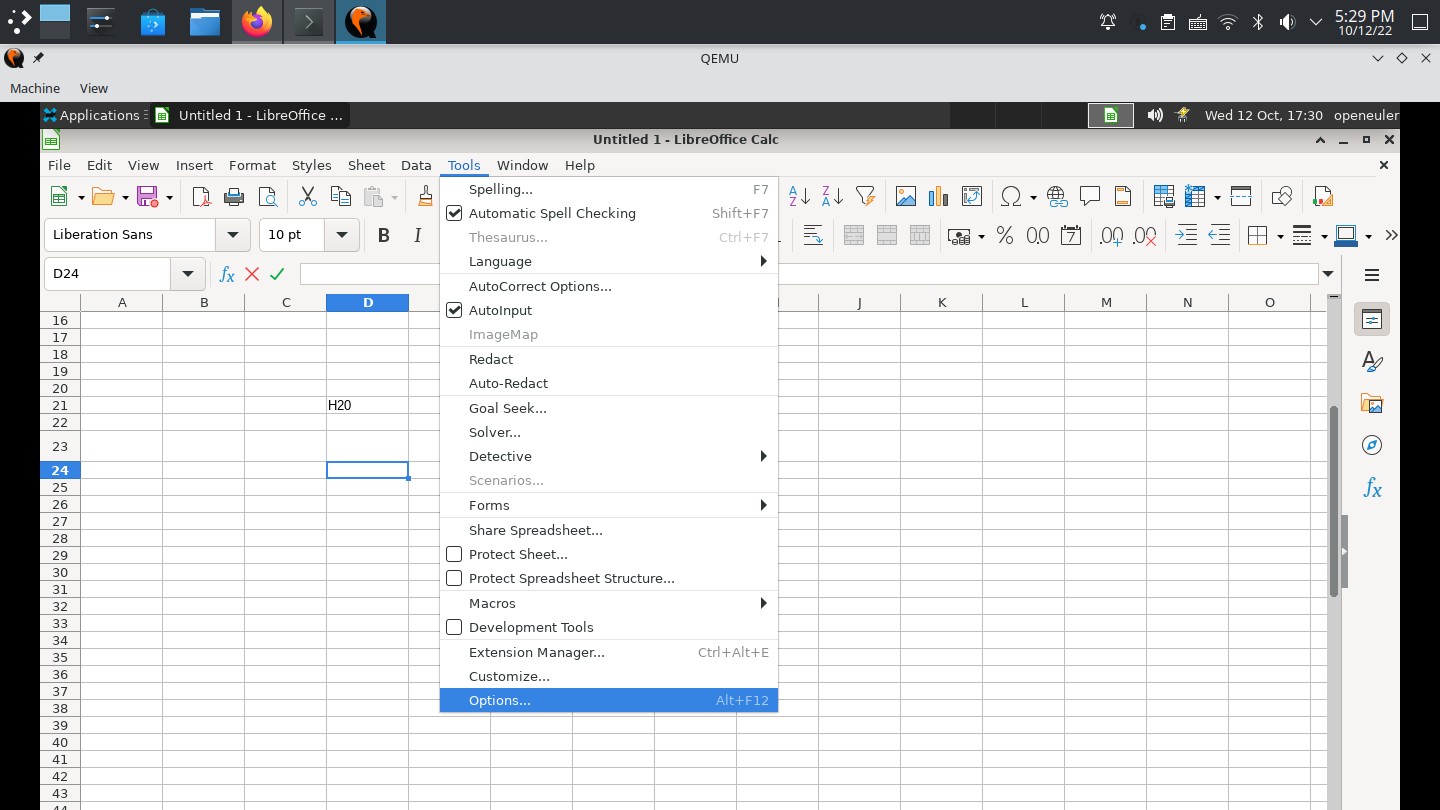 5:29 PM
10/12/22
QEMU
Machine View
Applications Untitled 1 - LibreOffice ... Wed 12 Oct, 17:30 openeuler
Untitled 1 - LibreOffice Calc
File Edit View Insert Format Styles Sheet Data Tools Window Help
Liberation Sans 10 pt B I
D24
A B C D J K L M N O
Spelling... F7
Automatic Spell Checking Shift+F7
Thesaurus... Ctrl+F7
Language
AutoCorrect Options...
AutoInput
ImageMap
Redact
Auto-Redact
Goal Seek...
Solver...
Detective
Scenarios...
Forms
Share Spreadsheet...
Protect Sheet...
Protect Spreadsheet Structure...
Macros
Development Tools
Extension Manager... Ctrl+Alt+E
Customize...
Options... Alt+F12
16
17
18
19
20
21 H20
22
23
24
25
26
27
28
29
30
31
32
33
34
35
36
37
38
39
40
41
42
43